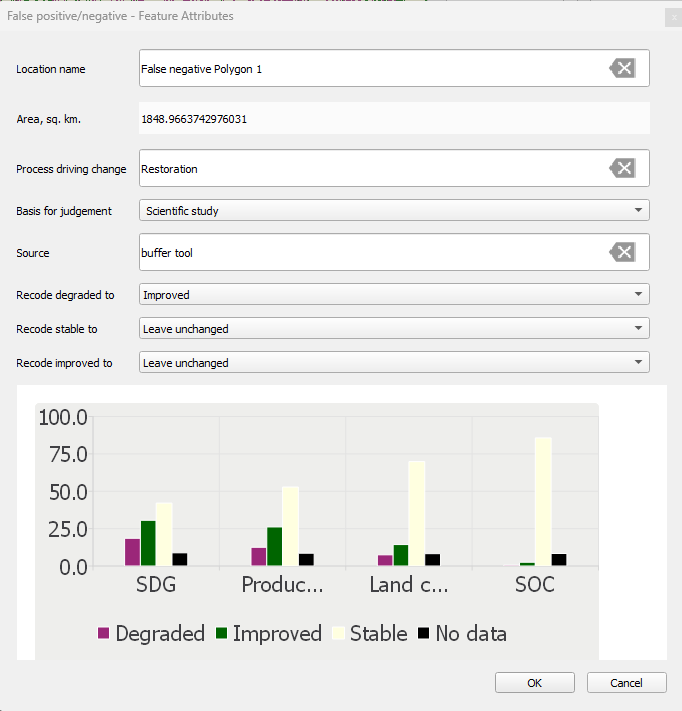 False positive/negative - Feature Attributes
x
Location name
False negative Polygon 1
Area, sq. km.
1848.9663742976031
Process driving change
Restoration
Basis for judgement
Scientific study
Source
buffer tool
Recode degraded to
Improved
Recode stable to
Leave unchanged
Recode improved to
Leave unchanged
100.0
75.0
50.0
25.0
0.0
SDG Produc... Land c... SOC
Degraded Improved Stable No data
OK Cancel